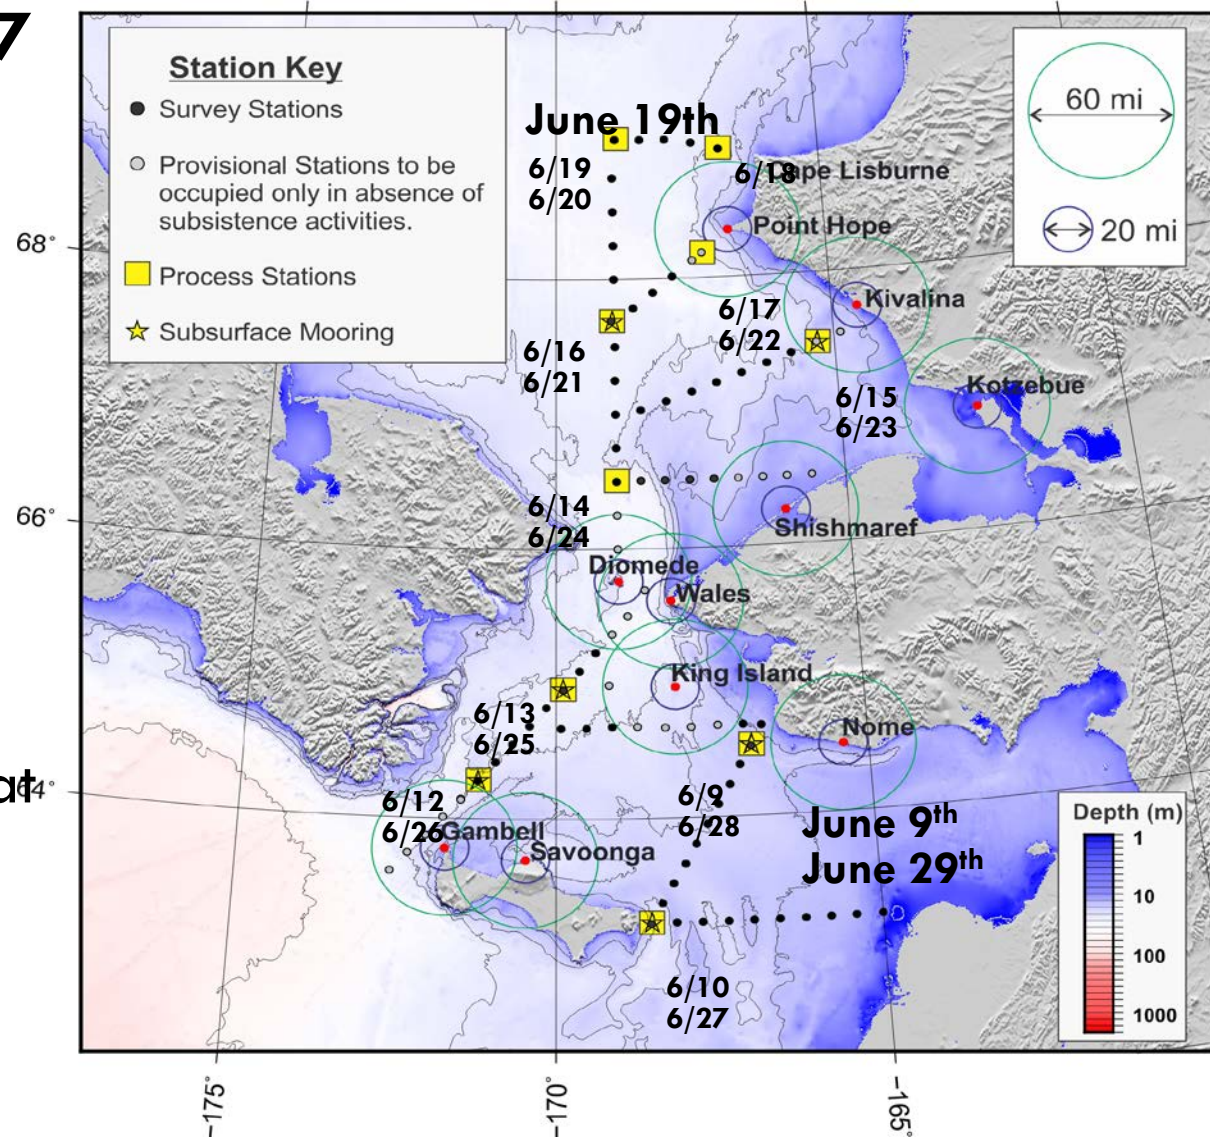 7
Station Key
Survey Stations
Provisional Stations to be
occupied only in absence of
subsistence activities.
Process Stations
Subsurface Mooring
60 mi
20 mi
June 19th
6/19
6/20
6/18
Cape Lisburne
Point Hope
68°
Kivalina
6/17
6/22
6/16
6/21
Kotzebue
6/15
6/23
66°
6/14
6/24
Shishmaref
Diomede
Wales
King Island
6/13
6/25
Nome
at
64°
6/12
6/26
Gambell
Savoonga
6/9
6/28
June 9th
June 29th
6/10
6/27
Depth (m)
1
10
100
1000
-175°
-170°
-165°